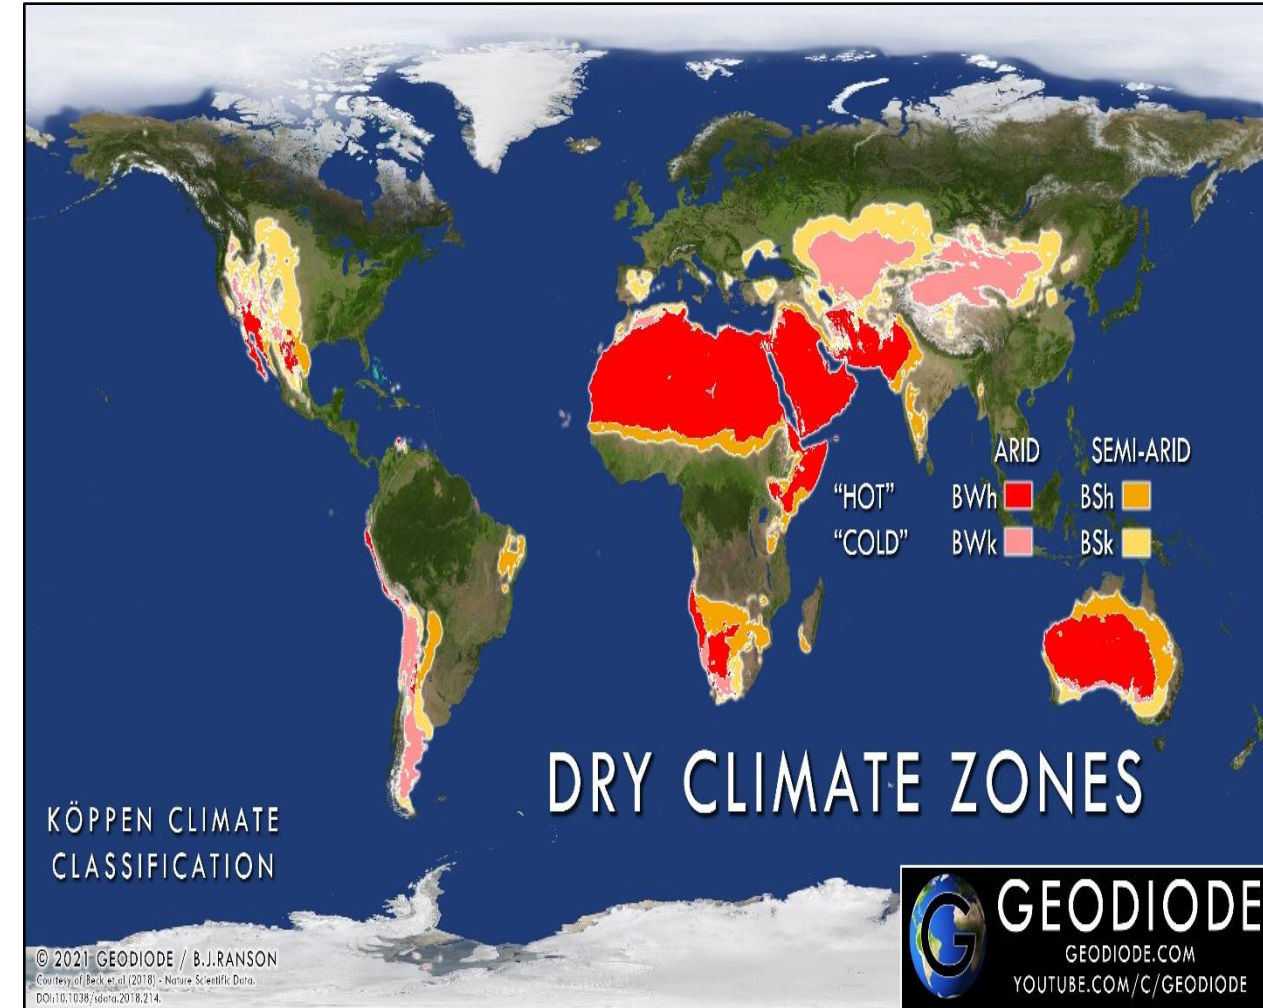 ARID SEMI-ARID
"HOT" BWh BSh
"COLD" BWk BSk
DRY CLIMATE ZONES
KÖPPEN CLIMATE
CLASSIFICATION
© 2021 GEODIODE / B.J.RANSON
Courtesy of Beck et al (2018) - Nature Scientific Data.
DOI:10.1038/sdata.2018.214.
GEODIODE
GEODIODE.COM
YOUTUBE.COM/C/GEODIODE